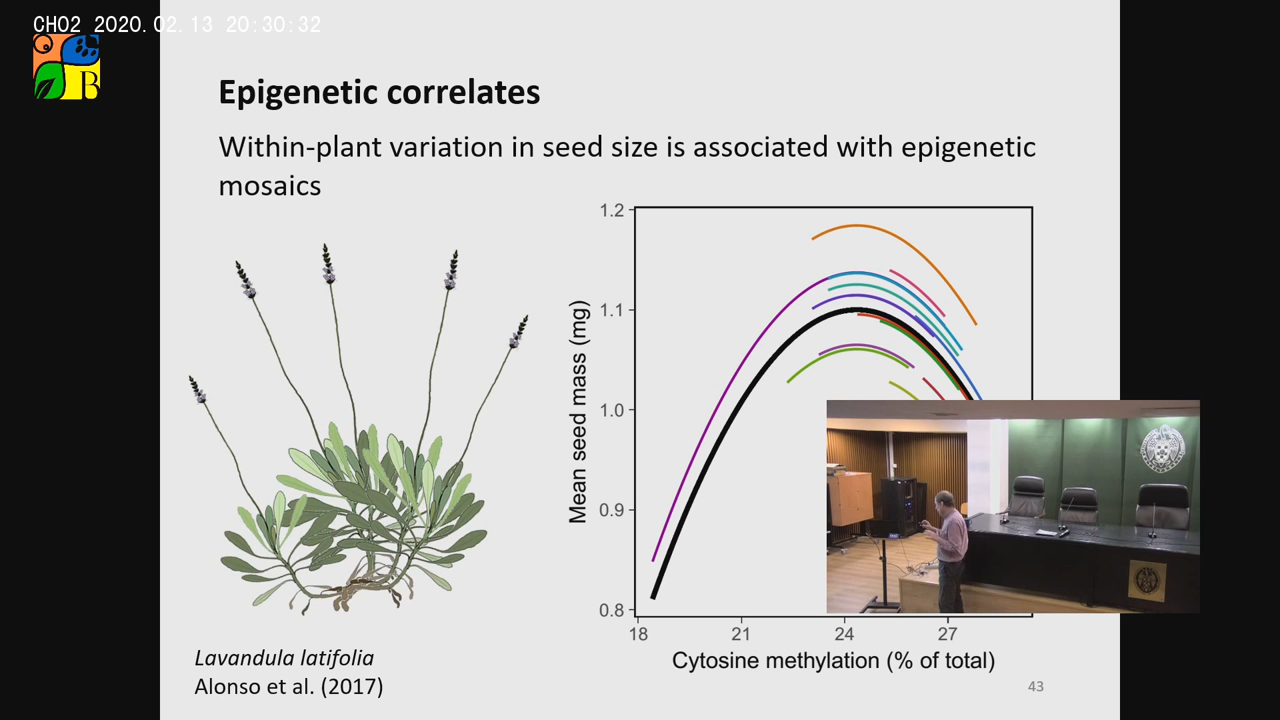 CH02 2020.02.13 20:30:32
B
Epigenetic correlates
Within-plant variation in seed size is associated with epigenetic
mosaics
1.2
1.1
1.0
0.9
0.8
Mean seed mass (mg)
18 21 24 27
Cytosine methylation (% of total)
Lavandula latifolia
Alonso et al. (2017)
43